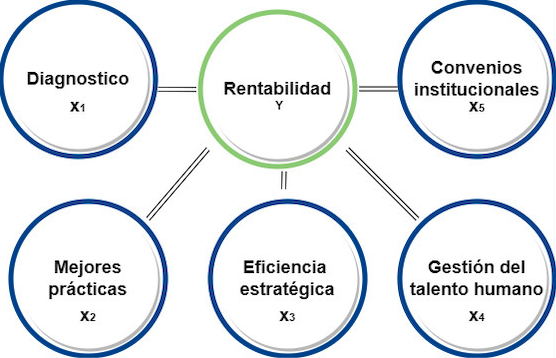 Diagnostico
X1
Rentabilidad
Y
Convenios
institucionales
X5
Mejores
prácticas
X2
Eficiencia
estratégica
X3
Gestión del
talento humano
X4